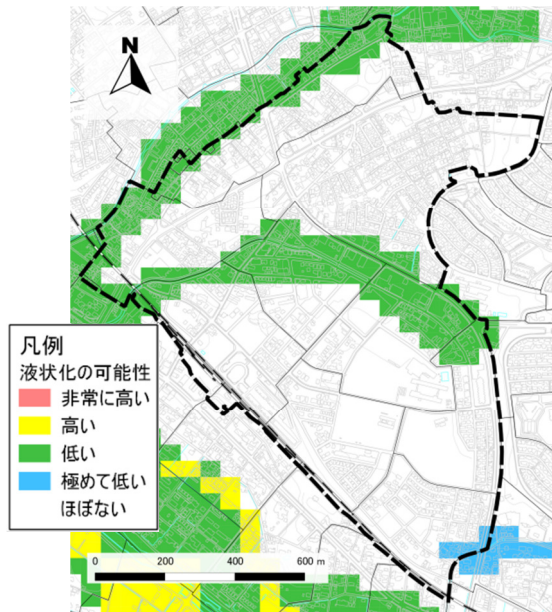 N
凡例
液状化の可能性
非常に高い
高い
低い
極めて低い
ほぼない
0 200 400 600 m